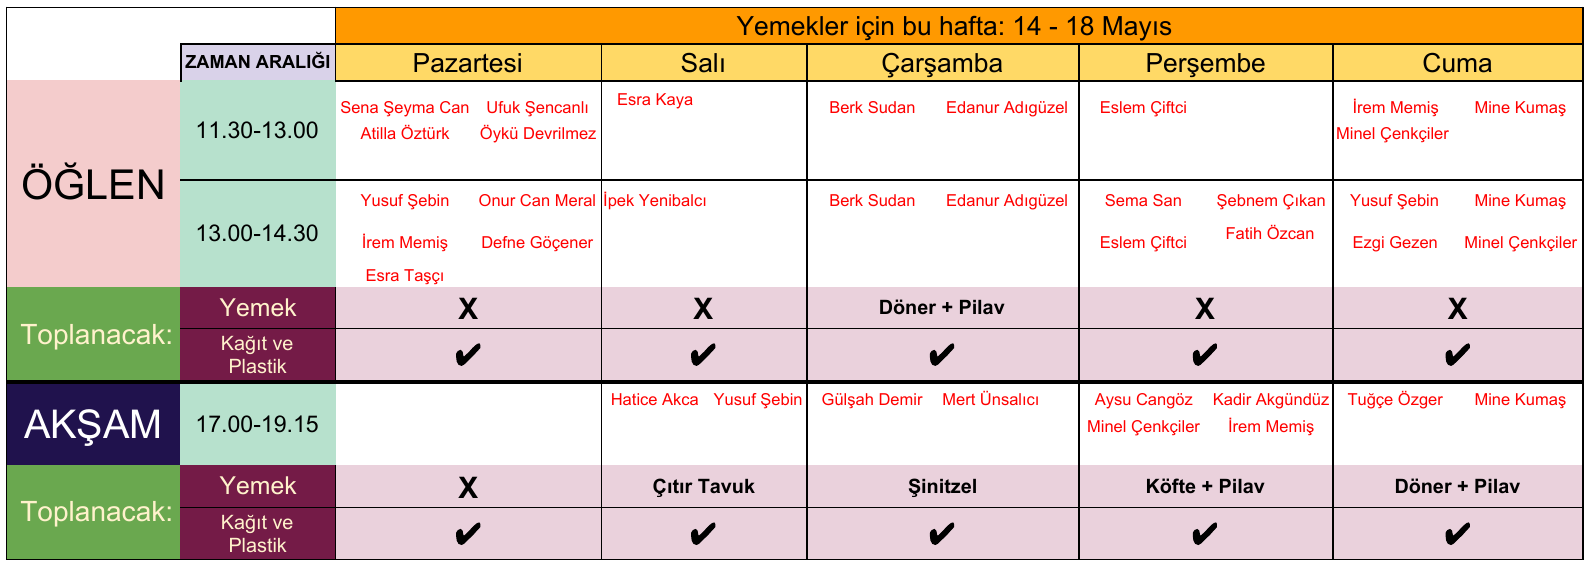 Yemekler için bu hafta: 14 - 18 Mayıs
ZAMAN ARALIĞI Pazartesi Salı Çarşamba Perşembe Cuma
ÖĞLEN
11.30-13.00
Sena Şeyma Can Ufuk Şencanlı
Atilla Öztürk Öykü Devrilmez
Esra Kaya
Berk Sudan Edanur Adıgüzel
Eslem Çiftci
İrem Memiş Mine Kumaş
Minel Çenkçiler
13.00-14.30
Yusuf Şebin Onur Can Meral
İrem Memiş Defne Göçener
Esra Taşçı
İpek Yenibalcı
Berk Sudan Edanur Adıgüzel
Sema San Şebnem Çıkan
Eslem Çiftci Fatih Özcan
Yusuf Şebin Mine Kumaş
Ezgi Gezen Minel Çenkçiler
Toplanacak:
Yemek X X Döner + Pilav X X
Kağıt ve
Plastik ✔ ✔ ✔ ✔ ✔
AKŞAM
17.00-19.15
Hatice Akca Yusuf Şebin
Gülşah Demir Mert Ünsalıcı
Aysu Cangöz Kadir Akgündüz
Minel Çenkçiler İrem Memiş
Tuğçe Özger Mine Kumaş
Toplanacak:
Yemek X Çıtır Tavuk Şinitzel Köfte + Pilav Döner + Pilav
Kağıt ve
Plastik ✔ ✔ ✔ ✔ ✔